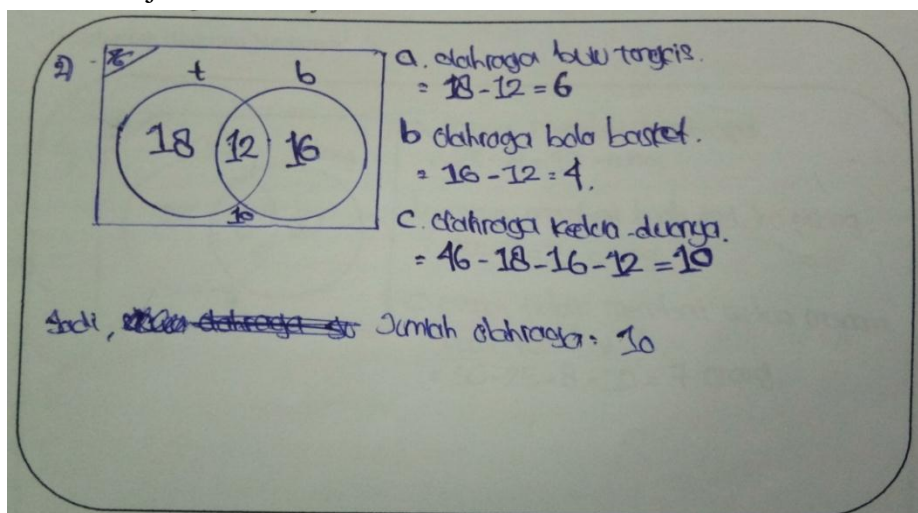 2)
t b
18 12 16
10
a. olahraga bulu tangkis.
= 18 - 12 = 6
b olahraga bola basket.
= 16 - 12 = 4.
c. olahraga kedua-duanya.
= 46 - 18 - 16 - 12 = 10
Jadi, Jumlah olahraga = 10